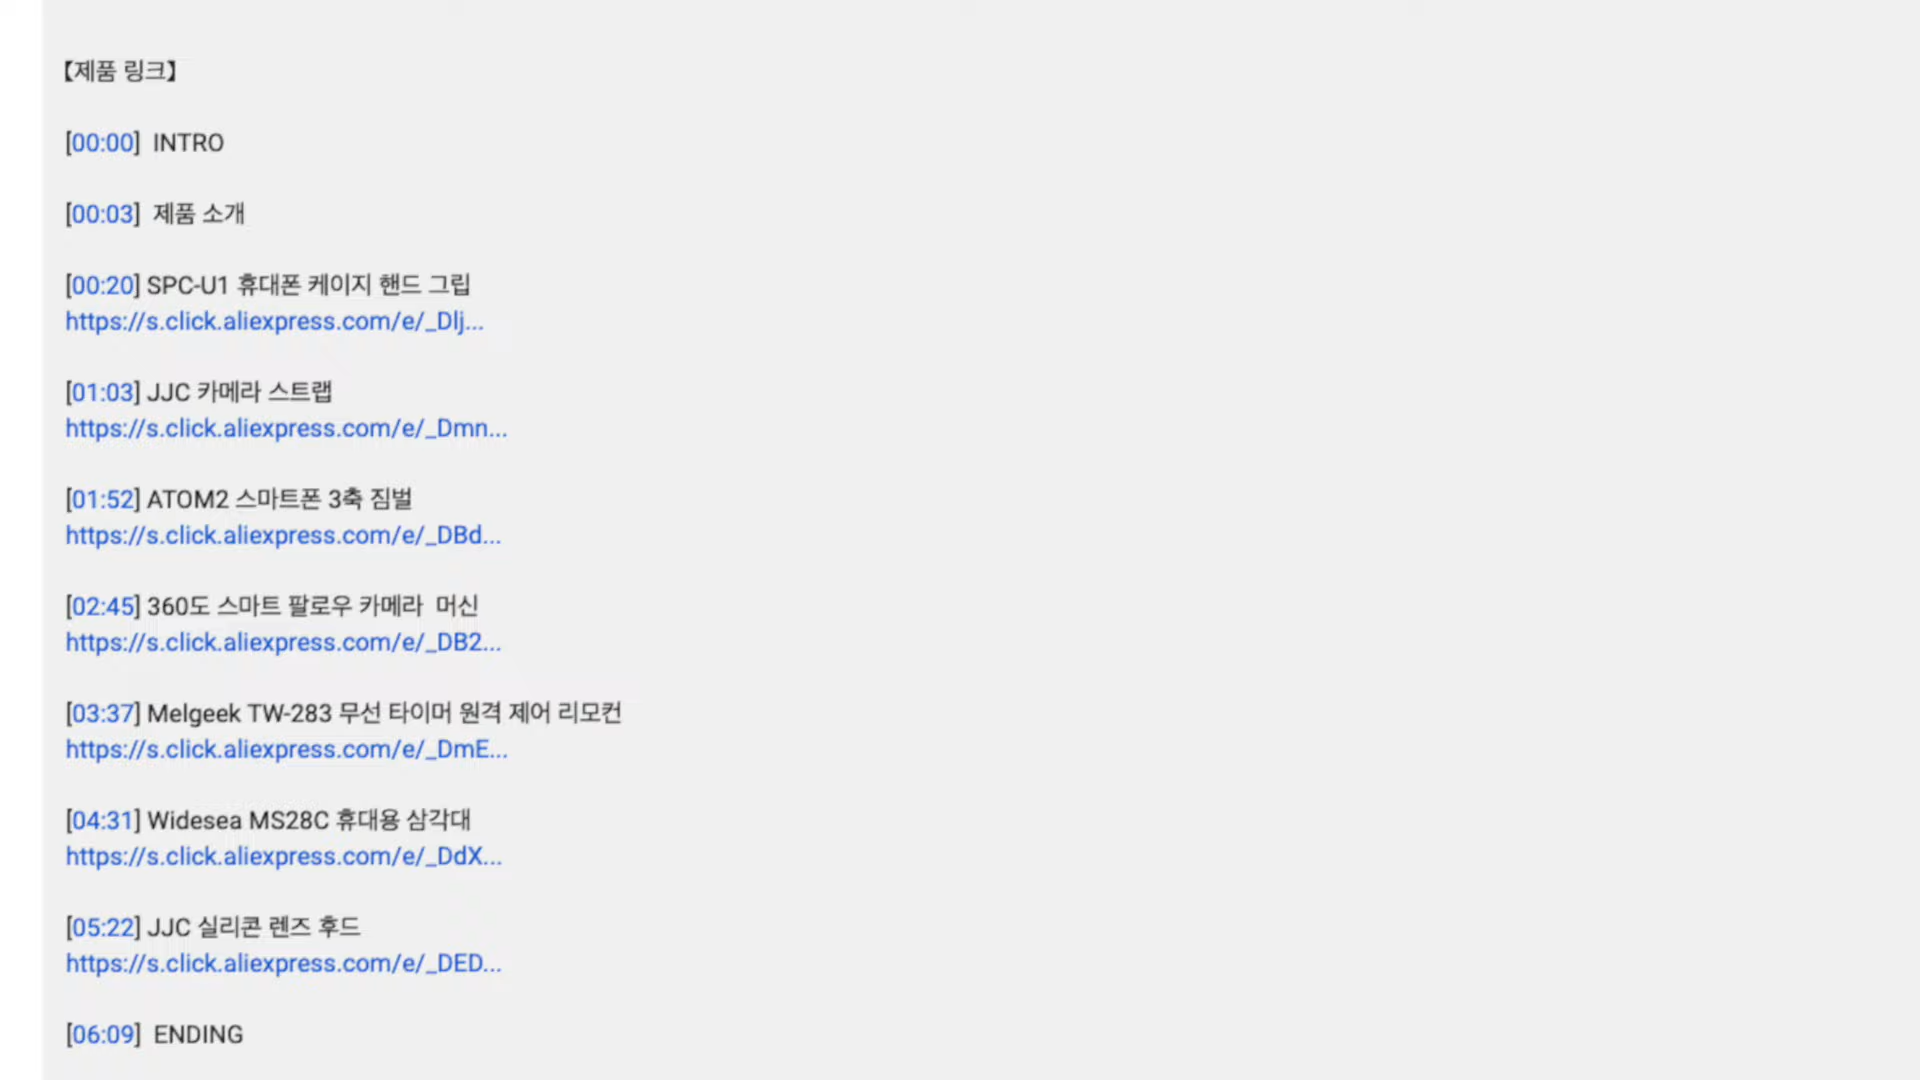 【제품 링크】
[00:00] INTRO
[00:03] 제품 소개
[00:20] SPC-U1 휴대폰 케이지 핸드 그립
https://s.click.aliexpress.com/e/_Dlj...
[01:03] JJC 카메라 스트랩
https://s.click.aliexpress.com/e/_Dmn...
[01:52] ATOM2 스마트폰 3축 짐벌
https://s.click.aliexpress.com/e/_DBd...
[02:45] 360도 스마트 팔로우 카메라  머신
https://s.click.aliexpress.com/e/_DB2...
[03:37] Melgeek TW-283 무선 타이머 원격 제어 리모컨
https://s.click.aliexpress.com/e/_DmE...
[04:31] Widesea MS28C 휴대용 삼각대
https://s.click.aliexpress.com/e/_DdX...
[05:22] JJC 실리콘 렌즈 후드
https://s.click.aliexpress.com/e/_DED...
[06:09] ENDING